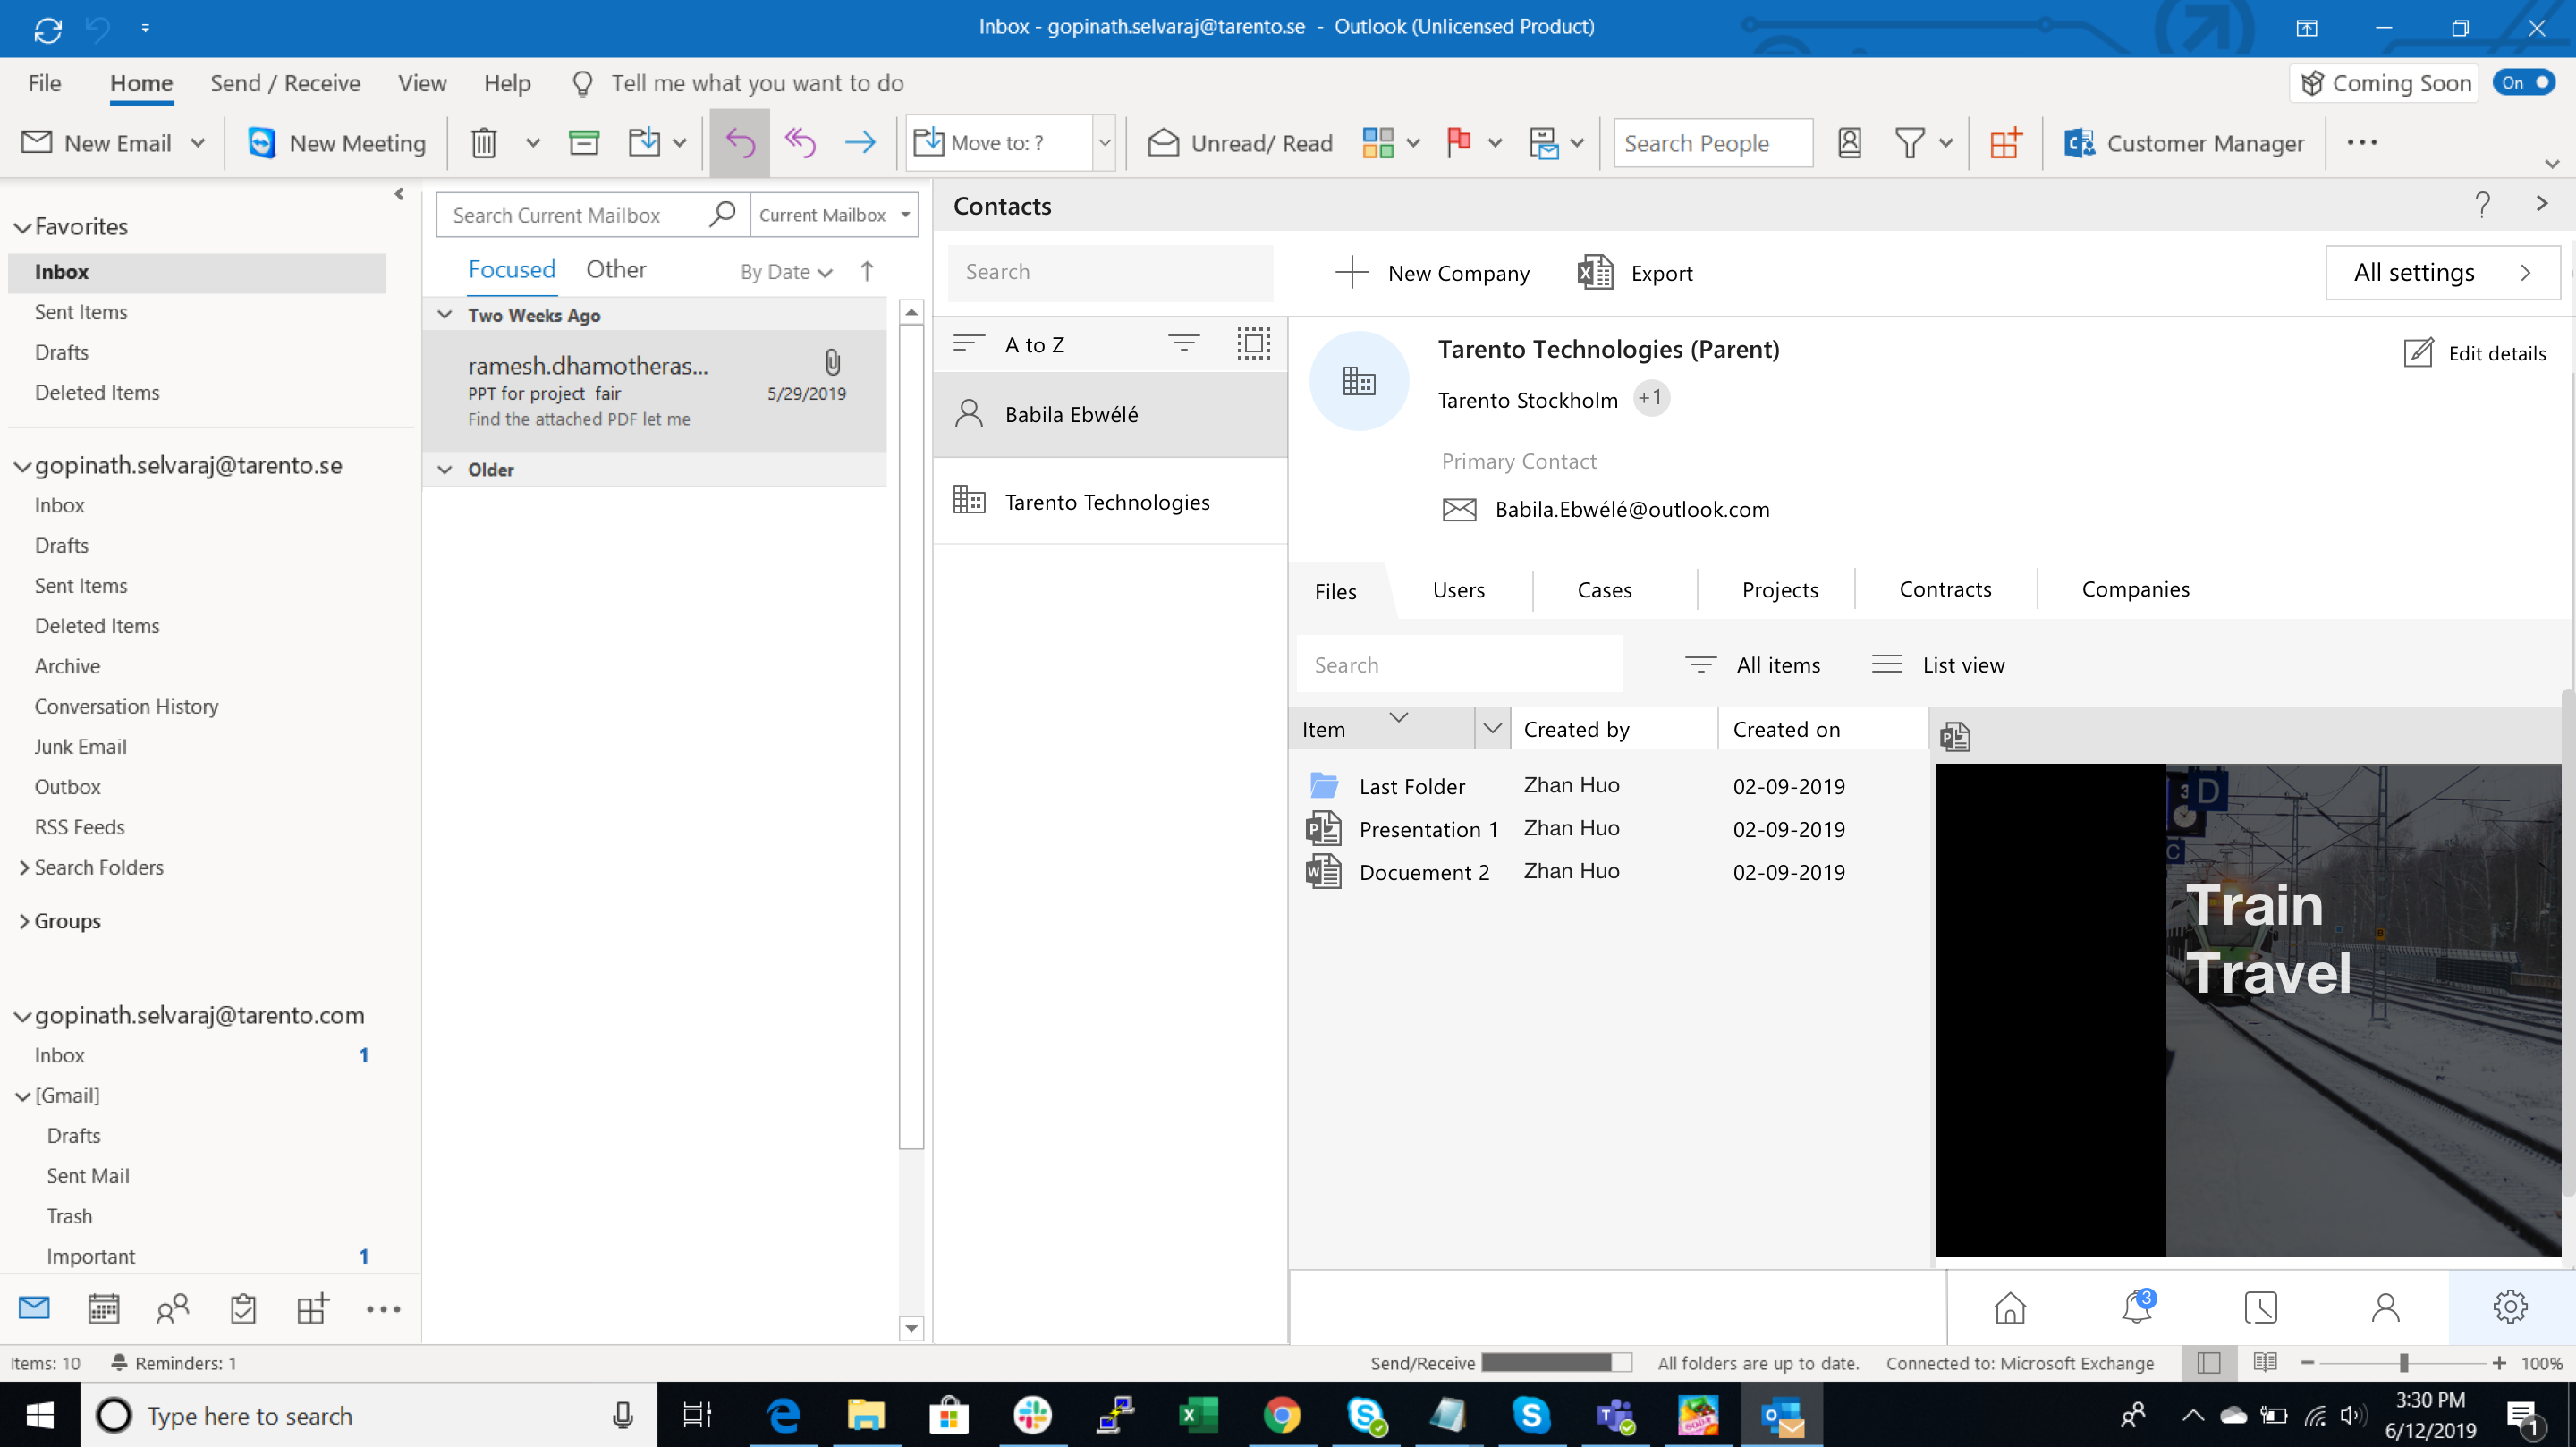 Inbox - gopinath.selvaraj@tarento.se - Outlook (Unlicensed Product)
File Home Send / Receive View Help Tell me what you want to do Coming Soon On
New Email New Meeting Move to: ? Unread/ Read Search People Customer Manager
Favorites
Inbox
Sent Items
Drafts
Deleted Items
gopinath.selvaraj@tarento.se
Inbox
Drafts
Sent Items
Deleted Items
Archive
Conversation History
Junk Email
Outbox
RSS Feeds
Search Folders
Groups
gopinath.selvaraj@tarento.com
Inbox 1
[Gmail]
Drafts
Sent Mail
Trash
Important 1
Search Current Mailbox Current Mailbox
Focused Other By Date
Two Weeks Ago
ramesh.dhamotheras...
PPT for project fair 5/29/2019
Find the attached PDF let me
Older
Contacts ?
Search New Company Export All settings
A to Z
Babila Ebwélé
Tarento Technologies
Tarento Technologies (Parent) Edit details
Tarento Stockholm +1
Primary Contact
Babila.Ebwélé@outlook.com
Files Users Cases Projects Contracts Companies
Search All items List view
Item Created by Created on
Last Folder Zhan Huo 02-09-2019
Presentation 1 Zhan Huo 02-09-2019
Docuement 2 Zhan Huo 02-09-2019
3 D
C
Train
Travel
3
Items: 10 Reminders: 1 Send/Receive All folders are up to date. Connected to: Microsoft Exchange 100%
Type here to search
3:30 PM
6/12/2019
1